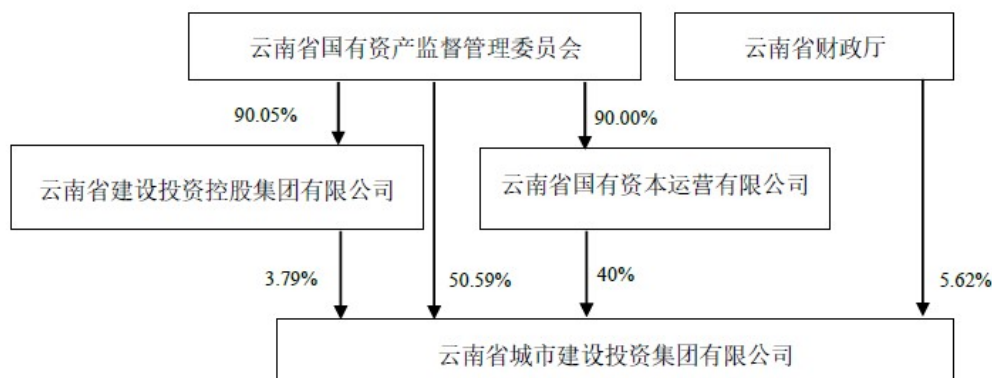 云南省国有资产监督管理委员会
云南省财政厅
90.05%
90.00%
云南省建设投资控股集团有限公司
云南省国有资本运营有限公司
3.79%
50.59%
40%
5.62%
云南省城市建设投资集团有限公司